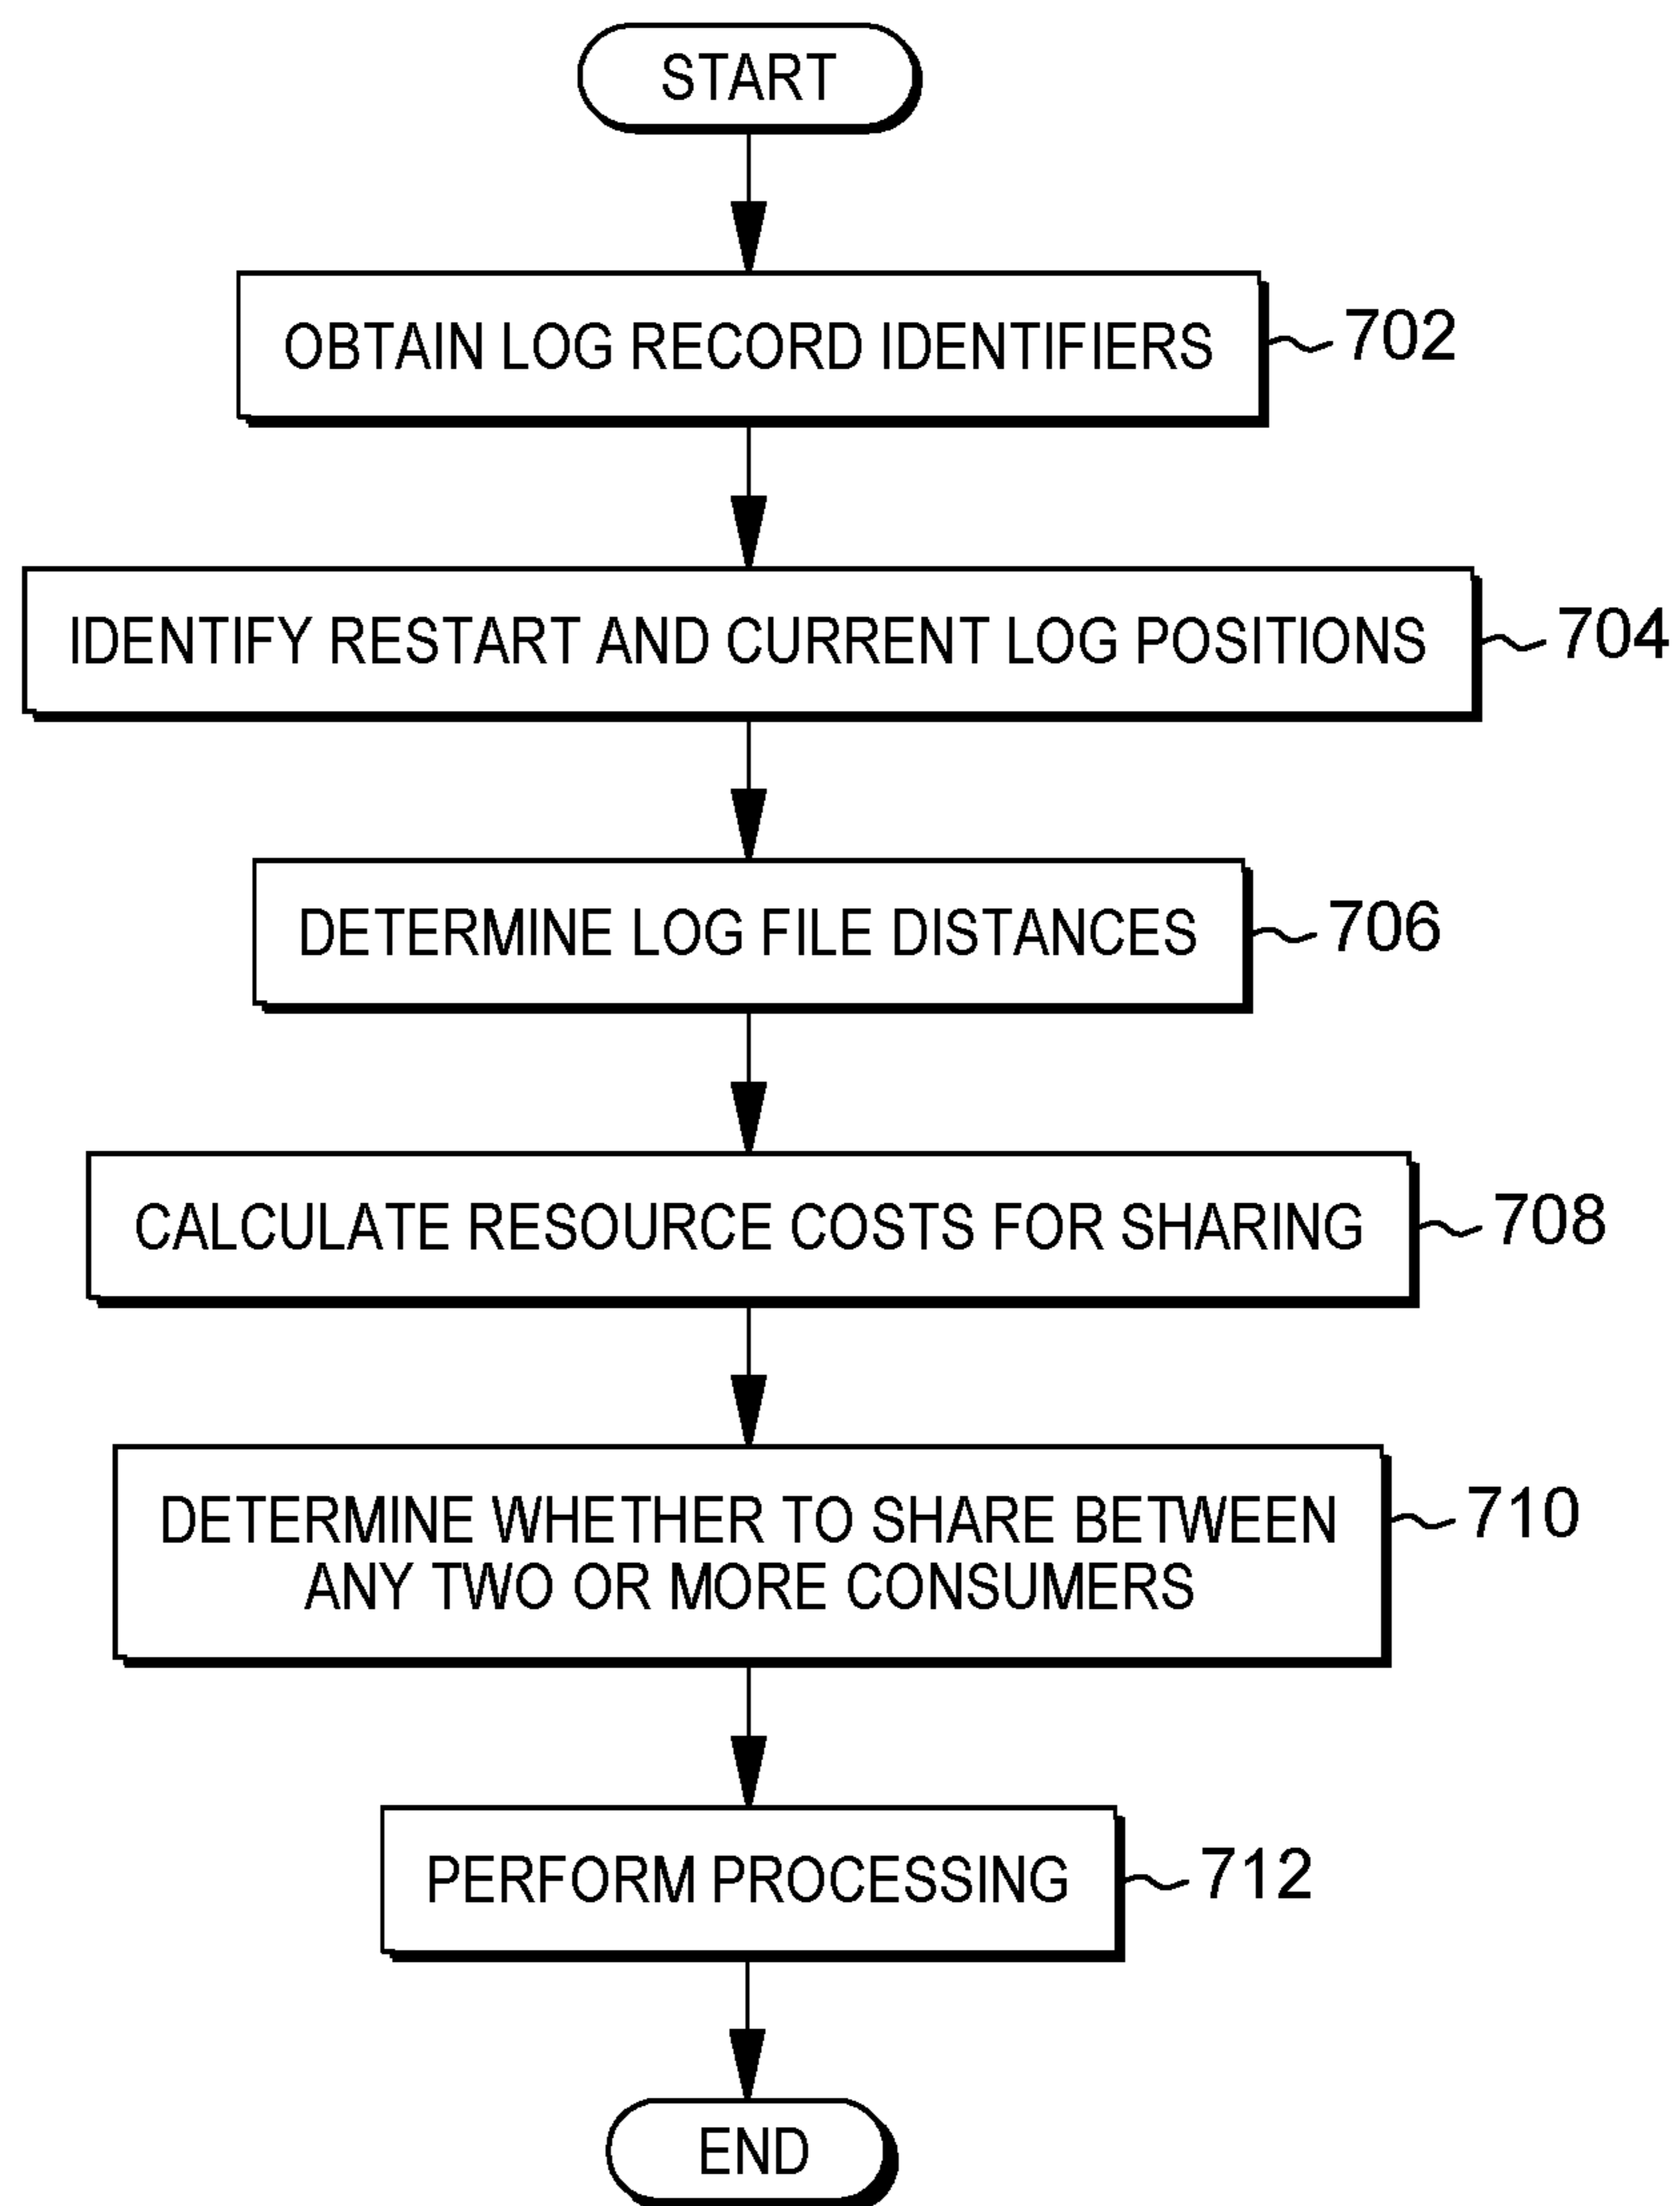 START
OBTAIN LOG RECORD IDENTIFIERS
702
IDENTIFY RESTART AND CURRENT LOG POSITIONS
704
DETERMINE LOG FILE DISTANCES
706
CALCULATE RESOURCE COSTS FOR SHARING
708
DETERMINE WHETHER TO SHARE BETWEEN
ANY TWO OR MORE CONSUMERS
710
PERFORM PROCESSING
712
END